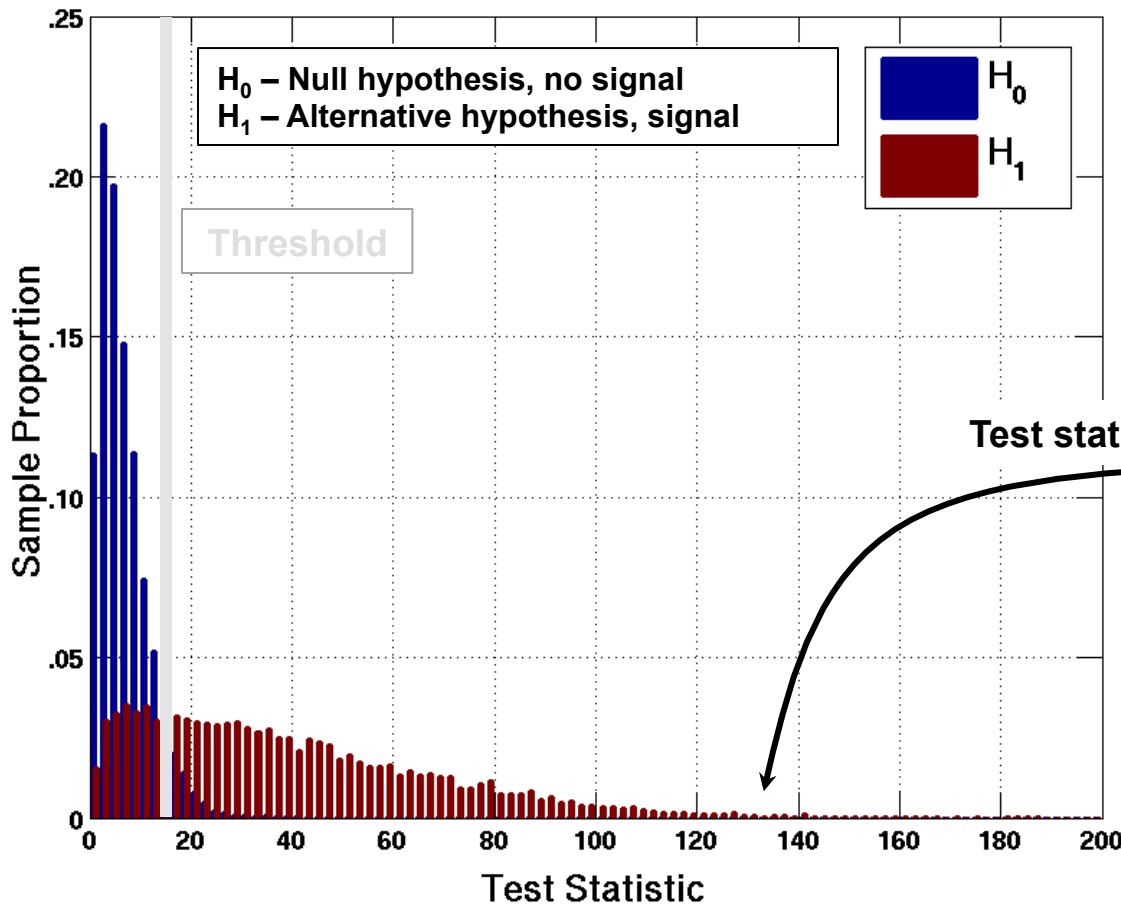 .25
H₀ – Null hypothesis, no signal
H₁ – Alternative hypothesis, signal
H₀
H₁
.20
Threshold
.15
Test stat
.10
.05
0
0 20 40 60 80 100 120 140 160 180 200
Sample Proportion
Test Statistic